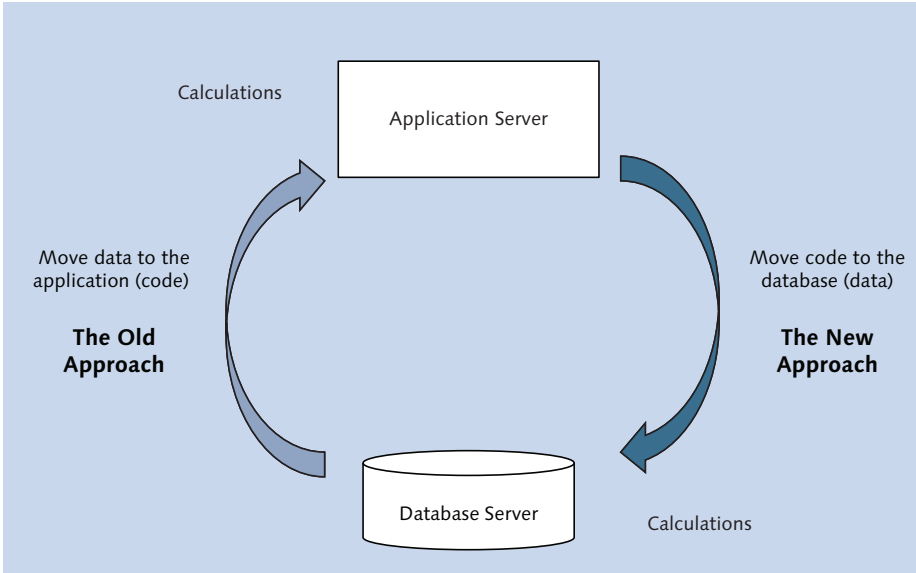 Calculations
Application Server
Move data to the
application (code)
The Old
Approach
Move code to the
database (data)
The New
Approach
Database Server
Calculations